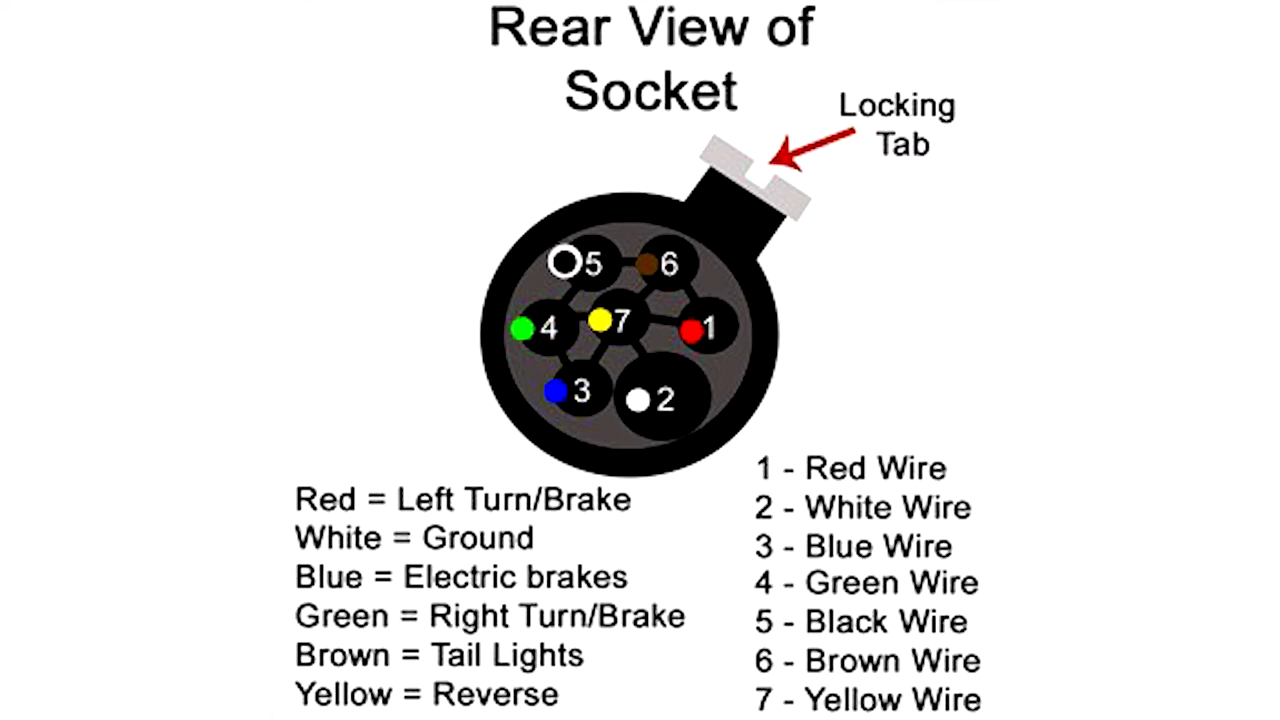 Rear View of
Socket
Locking
Tab
5
6
4
7
1
3
2
Red = Left Turn/Brake
White = Ground
Blue = Electric brakes
Green = Right Turn/Brake
Brown = Tail Lights
Yellow = Reverse
1 - Red Wire
2 - White Wire
3 - Blue Wire
4 - Green Wire
5 - Black Wire
6 - Brown Wire
7 - Yellow Wire